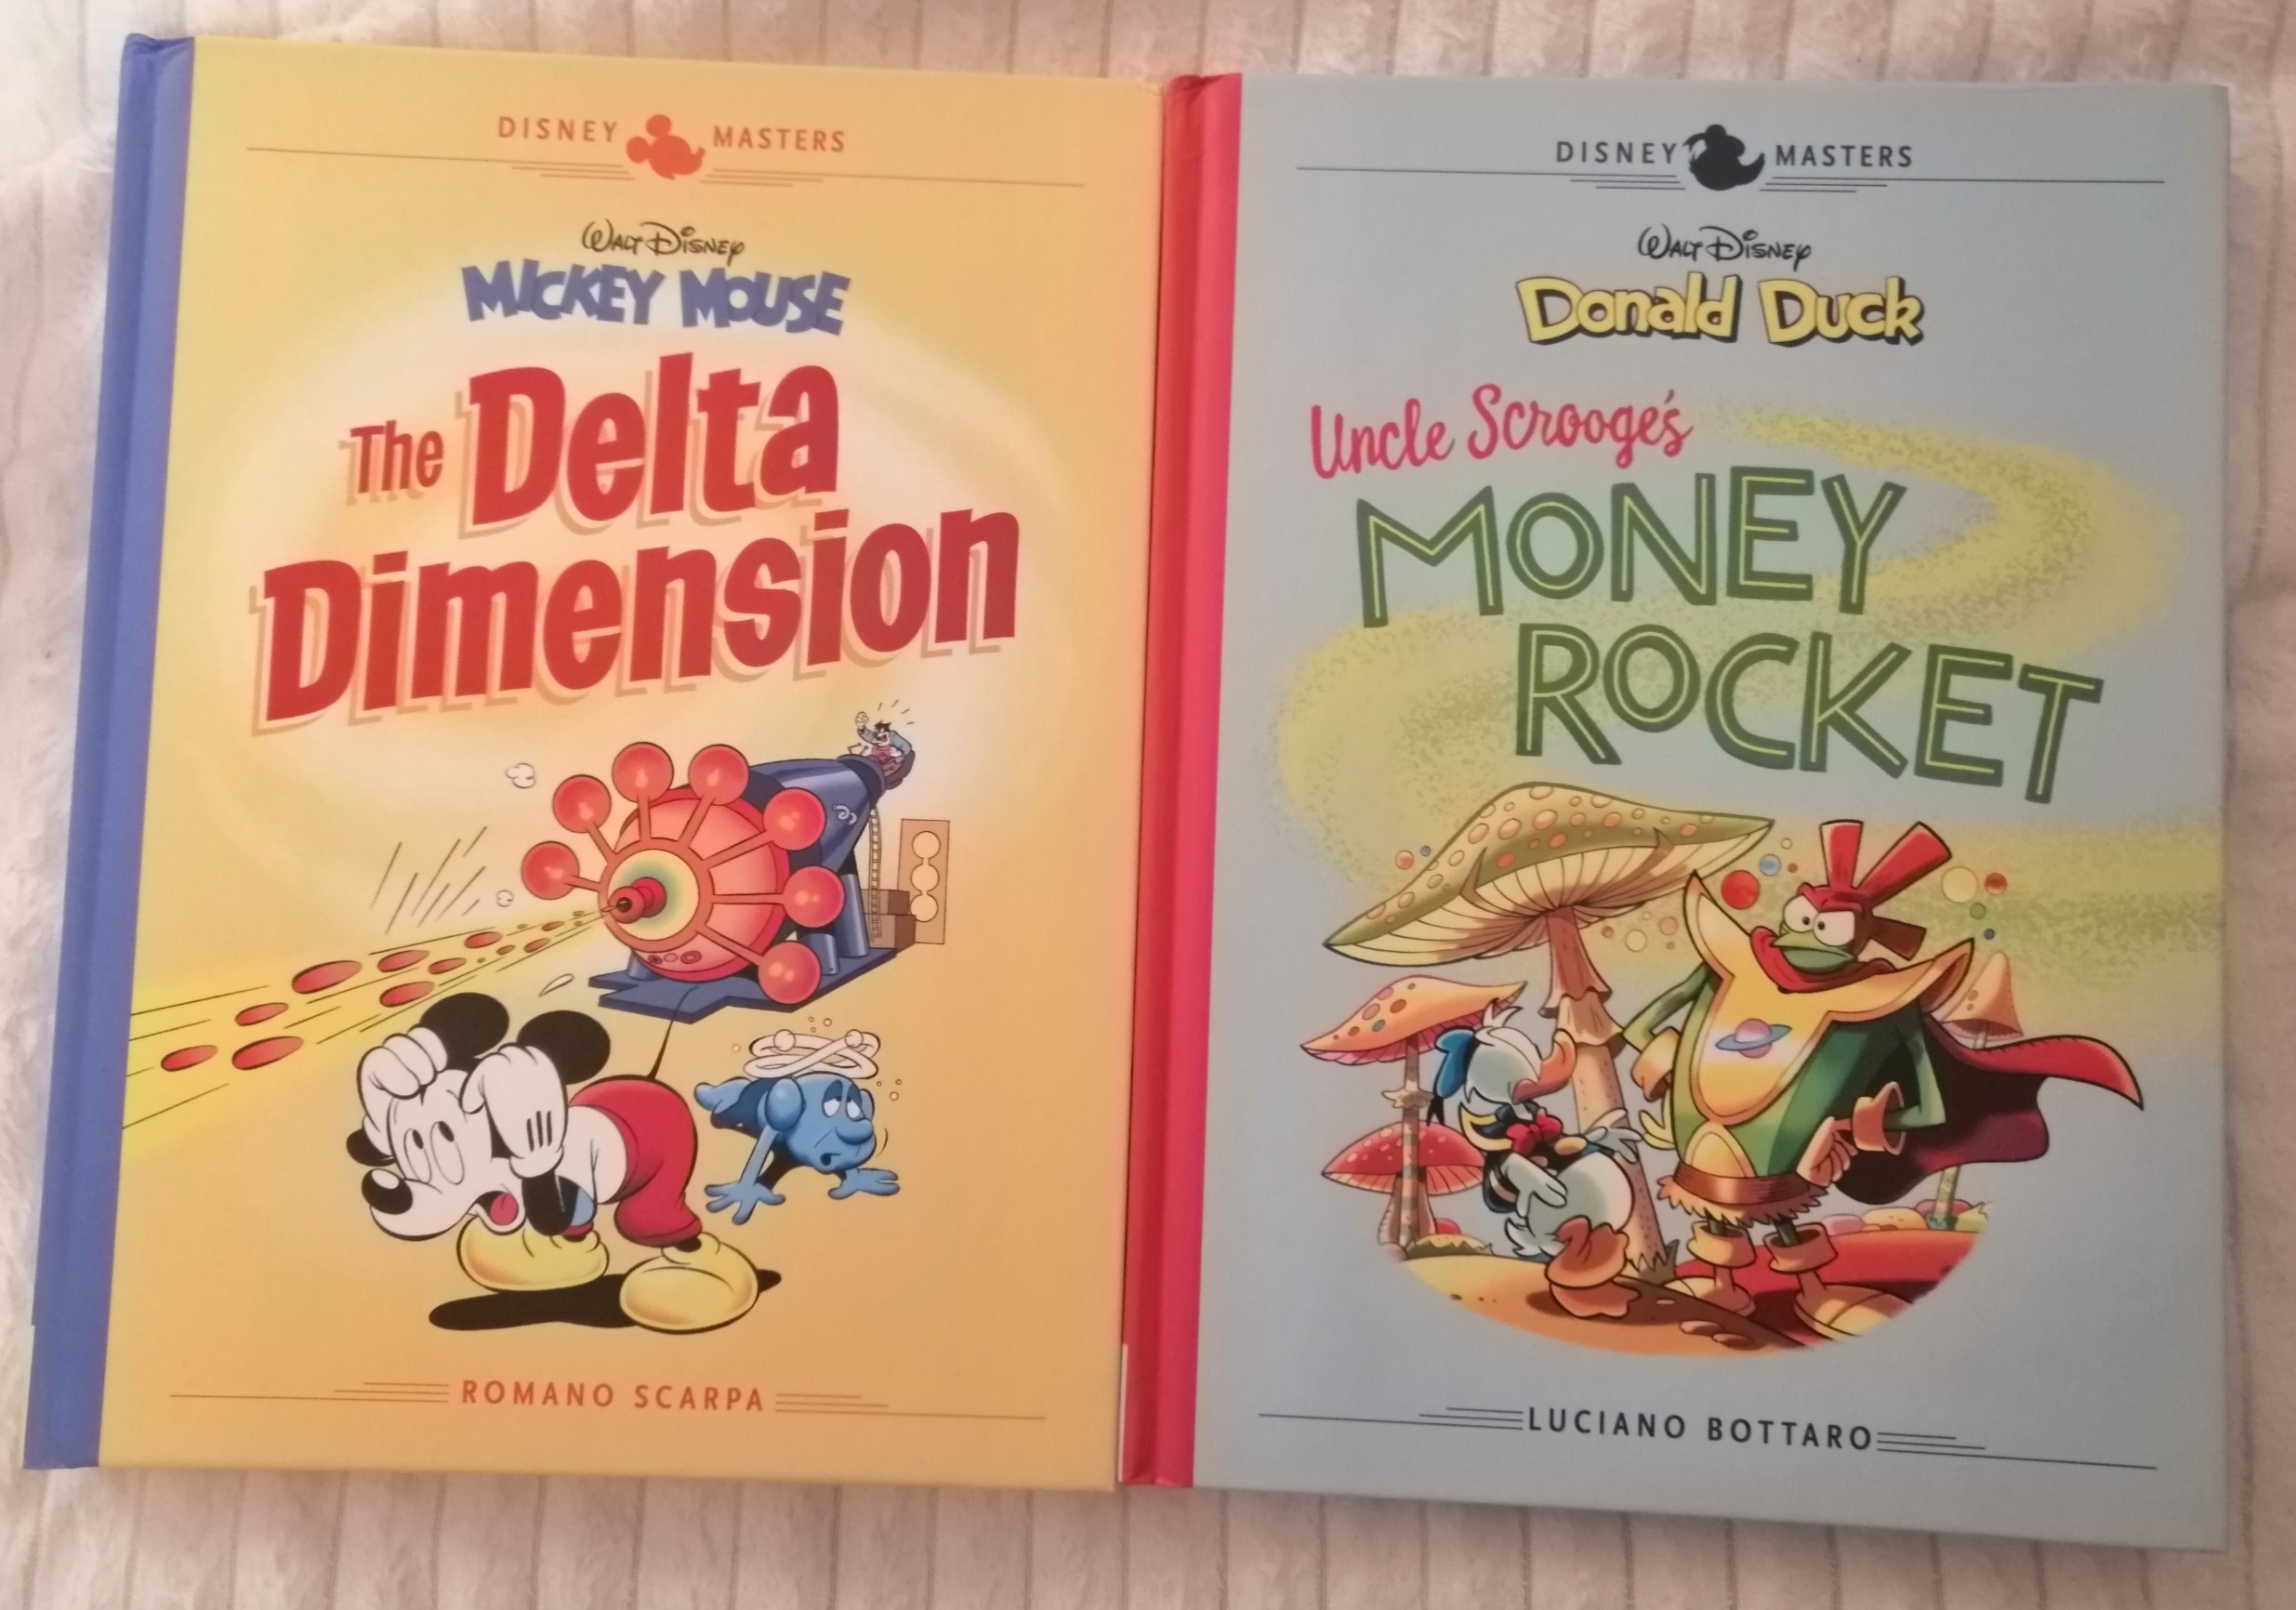 DISNEY MASTERS
WALT DISNEY
MICKEY MOUSE
The Delta
Dimension
ROMANO SCARPA
DISNEY MASTERS
WALT DISNEY
Donald Duck
Uncle Scrooge's
MONEY
ROCKET
LUCIANO BOTTARO